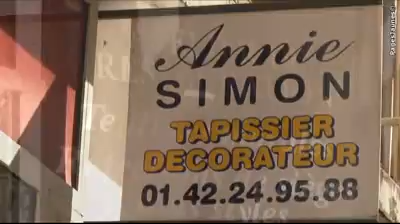 Annie
SIMON
TAPISSIER
DECORATEUR
01.42.24.95.88